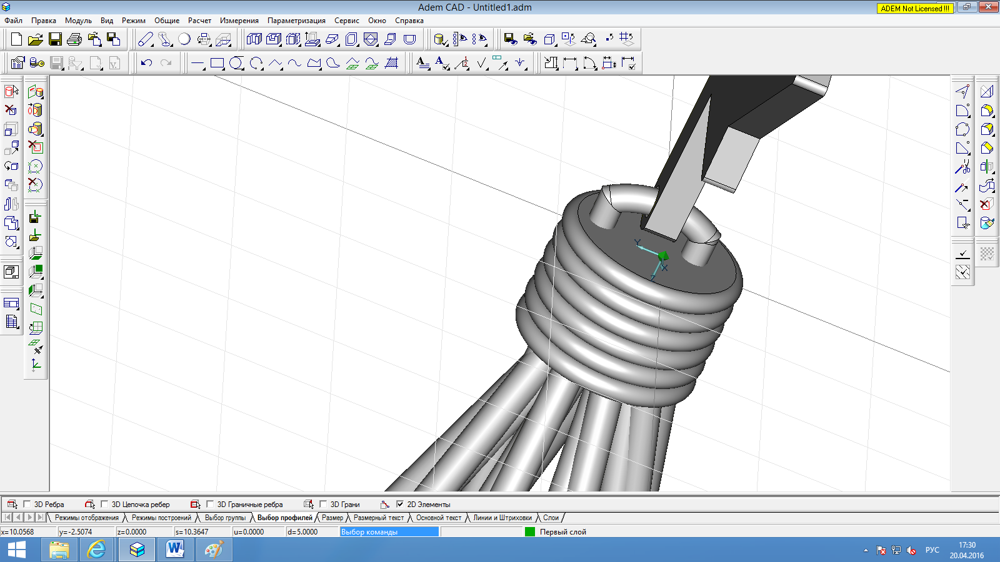 Adem CAD - Untitled1.adm
ADEM Not Licensed !!!
Файл Правка Модуль Вид Режим Общие Расчет Измерения Параметризация Сервис Окно Справка
Y
X
Z
3D Ребра 3D Цепочка ребер 3D Граничные ребра 3D Грани 2D Элементы
Режимы отображения Режимы построений Выбор группы Выбор профилей Размер Размерный текст Основной текст Линии и Штриховки Слои
x=10.0568 y=-2.5074 z=0.0000 s=10.3647 u=0.0000 d=5.0000 Выбор команды Первый слой
РУС
17:30
20.04.2016